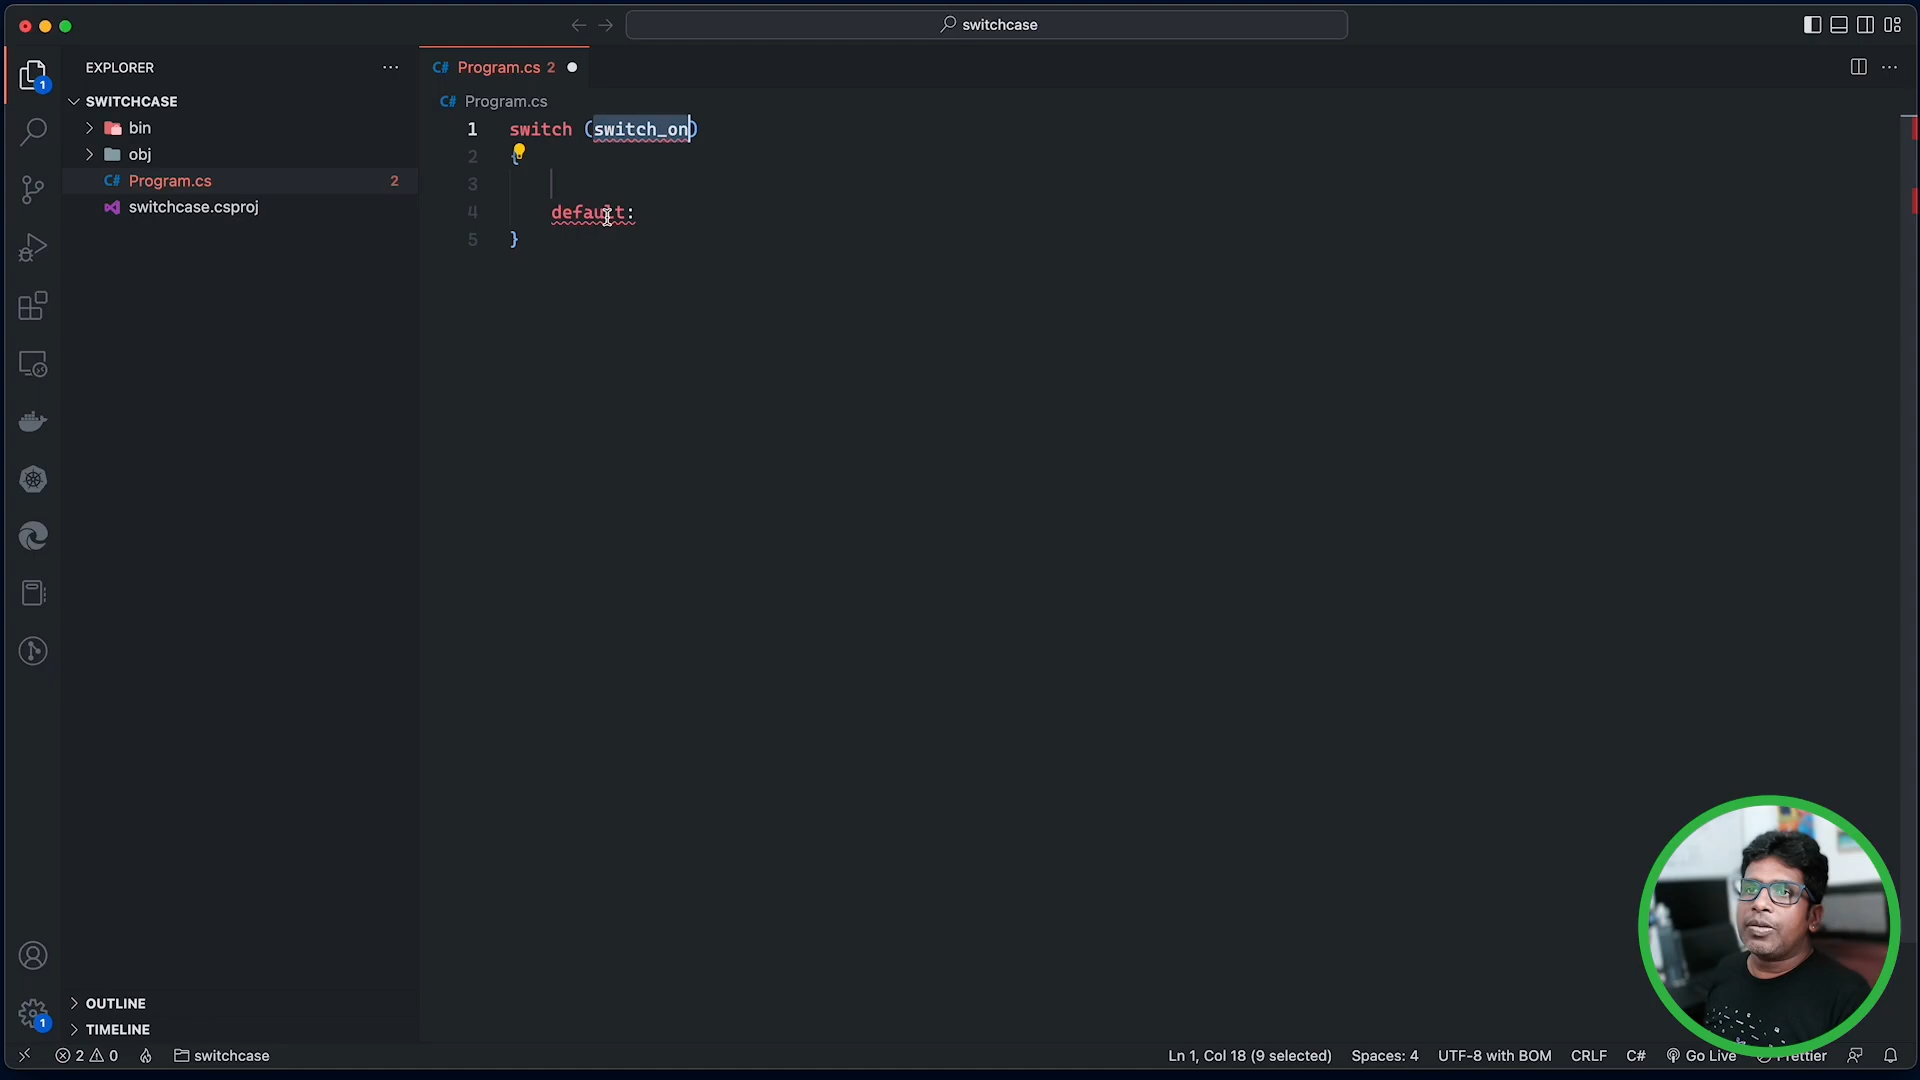 switchcase
EXPLORER
SWITCHCASE
bin
obj
C# Program.cs 2
switchcase.csproj
OUTLINE
TIMELINE
C# Program.cs 2
C# Program.cs
1 switch (switch_on)
2 {
3
4 default:
5 }
1
1
2 0 switchcase
Ln 1, Col 18 (9 selected) Spaces: 4 UTF-8 with BOM CRLF C# Go Live Prettier